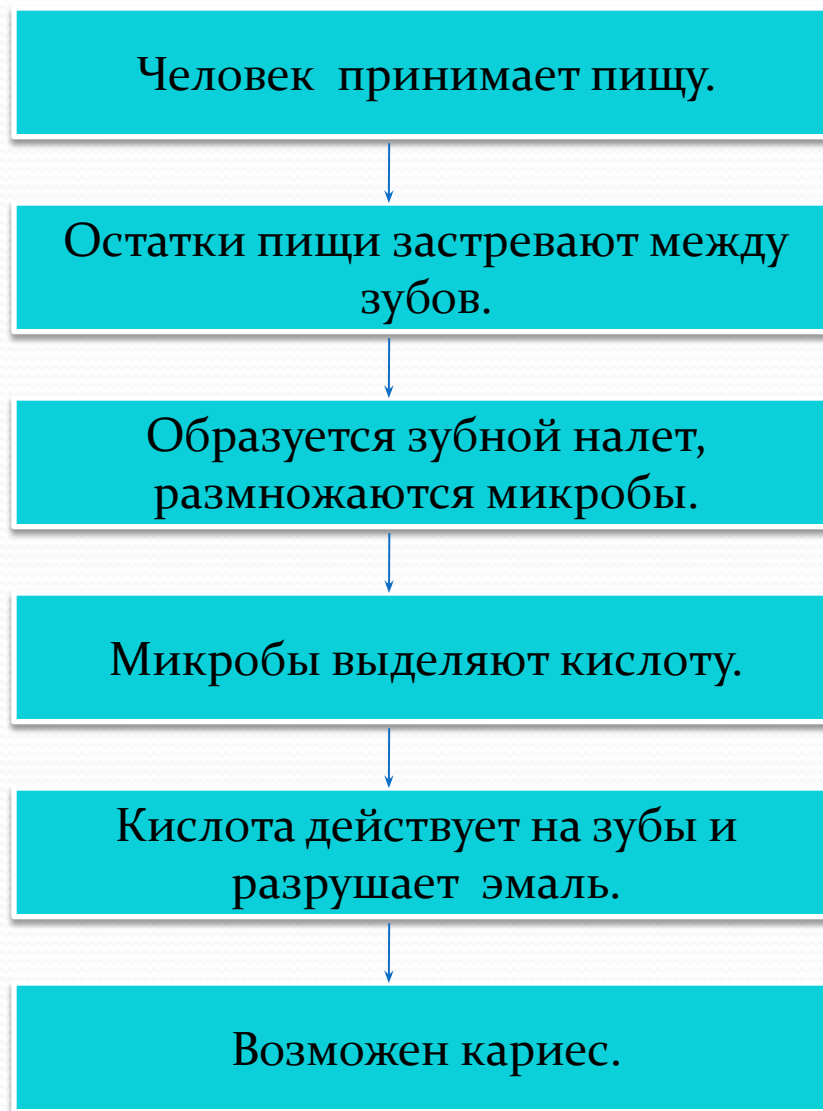 Человек принимает пищу.
Остатки пищи застревают между
зубов.
Образуется зубной налет,
размножаются микробы.
Микробы выделяют кислоту.
Кислота действует на зубы и
разрушает эмаль.
Возможен кариес.